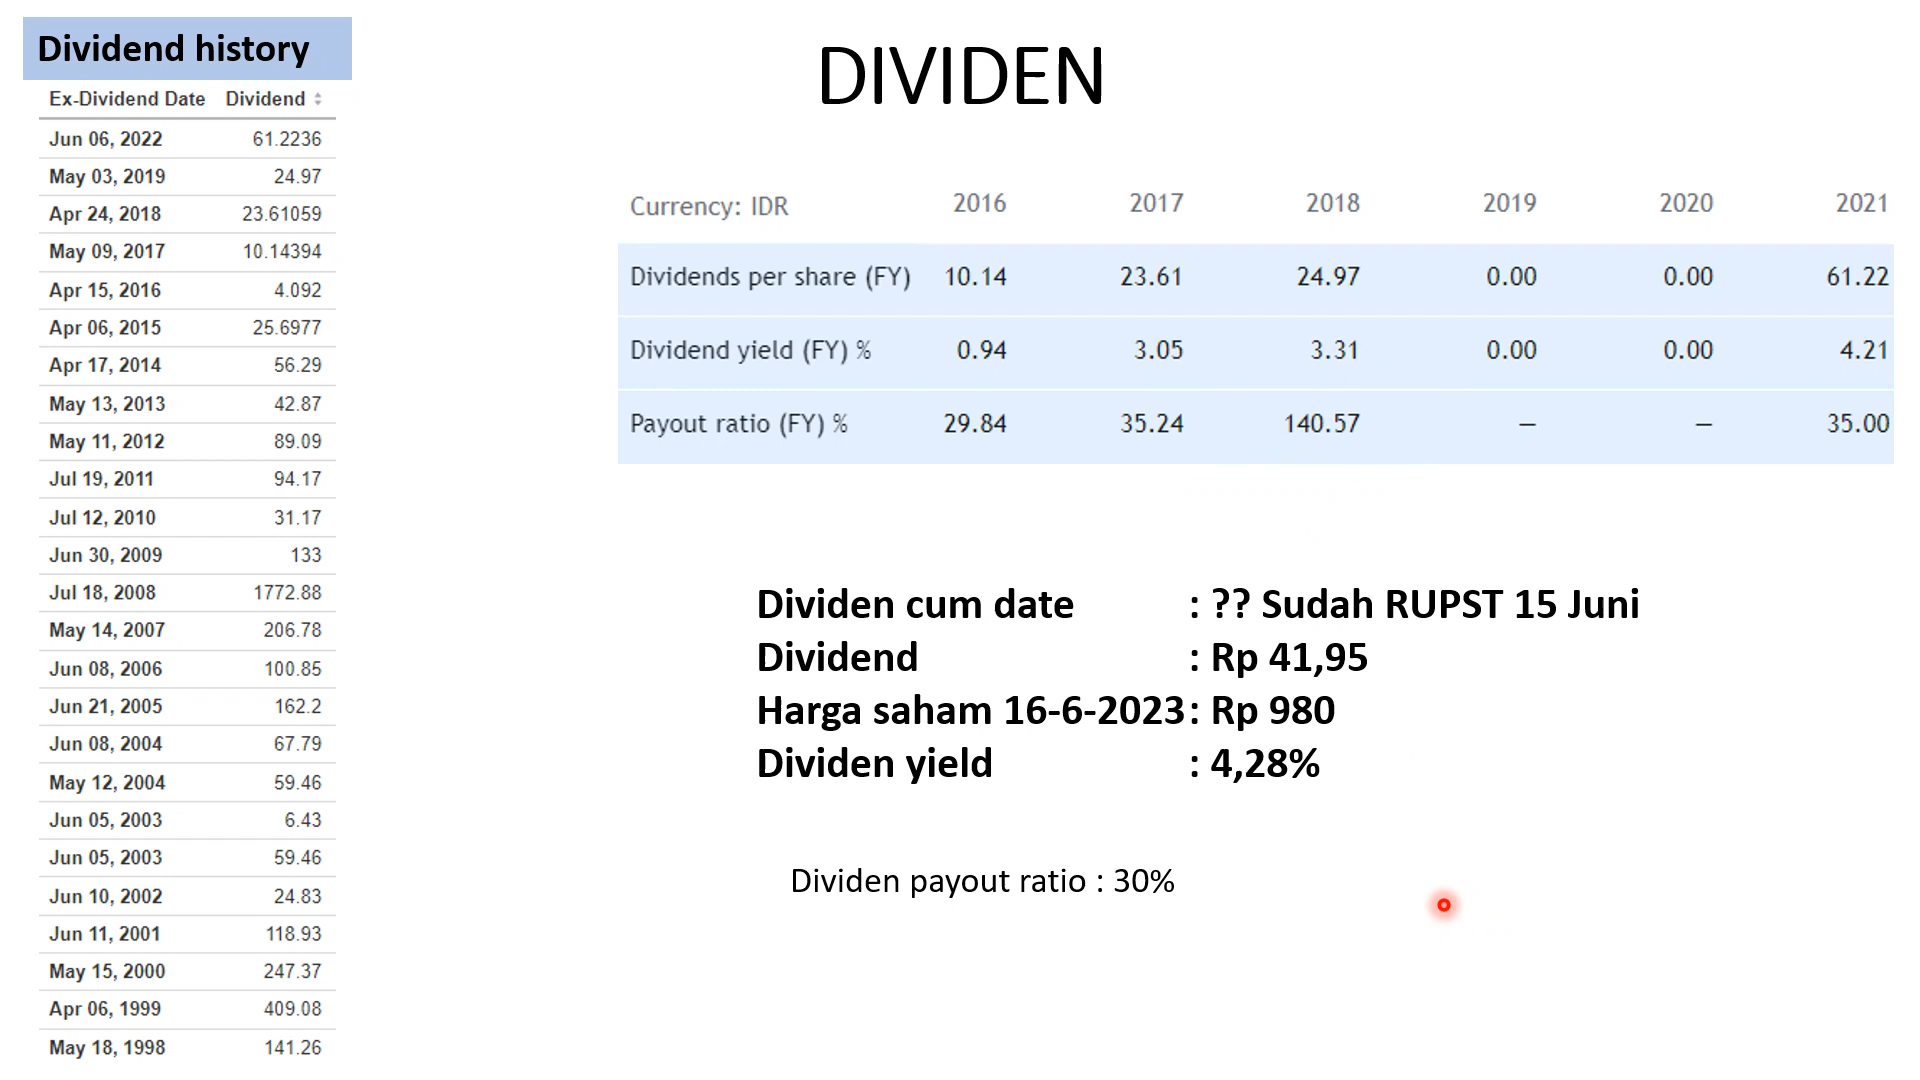 Dividend history
Ex-Dividend Date Dividend
Jun 06, 2022 61.2236
May 03, 2019 24.97
Apr 24, 2018 23.61059
May 09, 2017 10.14394
Apr 15, 2016 4.092
Apr 06, 2015 25.6977
Apr 17, 2014 56.29
May 13, 2013 42.87
May 11, 2012 89.09
Jul 19, 2011 94.17
Jul 12, 2010 31.17
Jun 30, 2009 133
Jul 18, 2008 1772.88
May 14, 2007 206.78
Jun 08, 2006 100.85
Jun 21, 2005 162.2
Jun 08, 2004 67.79
May 12, 2004 59.46
Jun 05, 2003 6.43
Jun 05, 2003 59.46
Jun 10, 2002 24.83
Jun 11, 2001 118.93
May 15, 2000 247.37
Apr 06, 1999 409.08
May 18, 1998 141.26
DIVIDEN
Currency: IDR 2016 2017 2018 2019 2020 2021
Dividends per share (FY) 10.14 23.61 24.97 0.00 0.00 61.22
Dividend yield (FY) % 0.94 3.05 3.31 0.00 0.00 4.21
Payout ratio (FY) % 29.84 35.24 140.57 — — 35.00
Dividen cum date : ?? Sudah RUPST 15 Juni
Dividend : Rp 41,95
Harga saham 16-6-2023 : Rp 980
Dividen yield : 4,28%
Dividen payout ratio : 30%